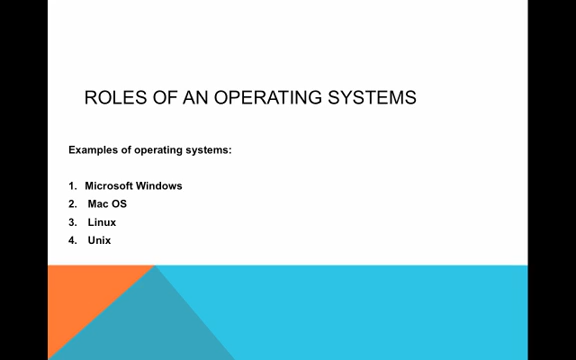 ROLES OF AN OPERATING SYSTEMS
Examples of operating systems:
1. Microsoft Windows
2. Mac OS
3. Linux
4. Unix